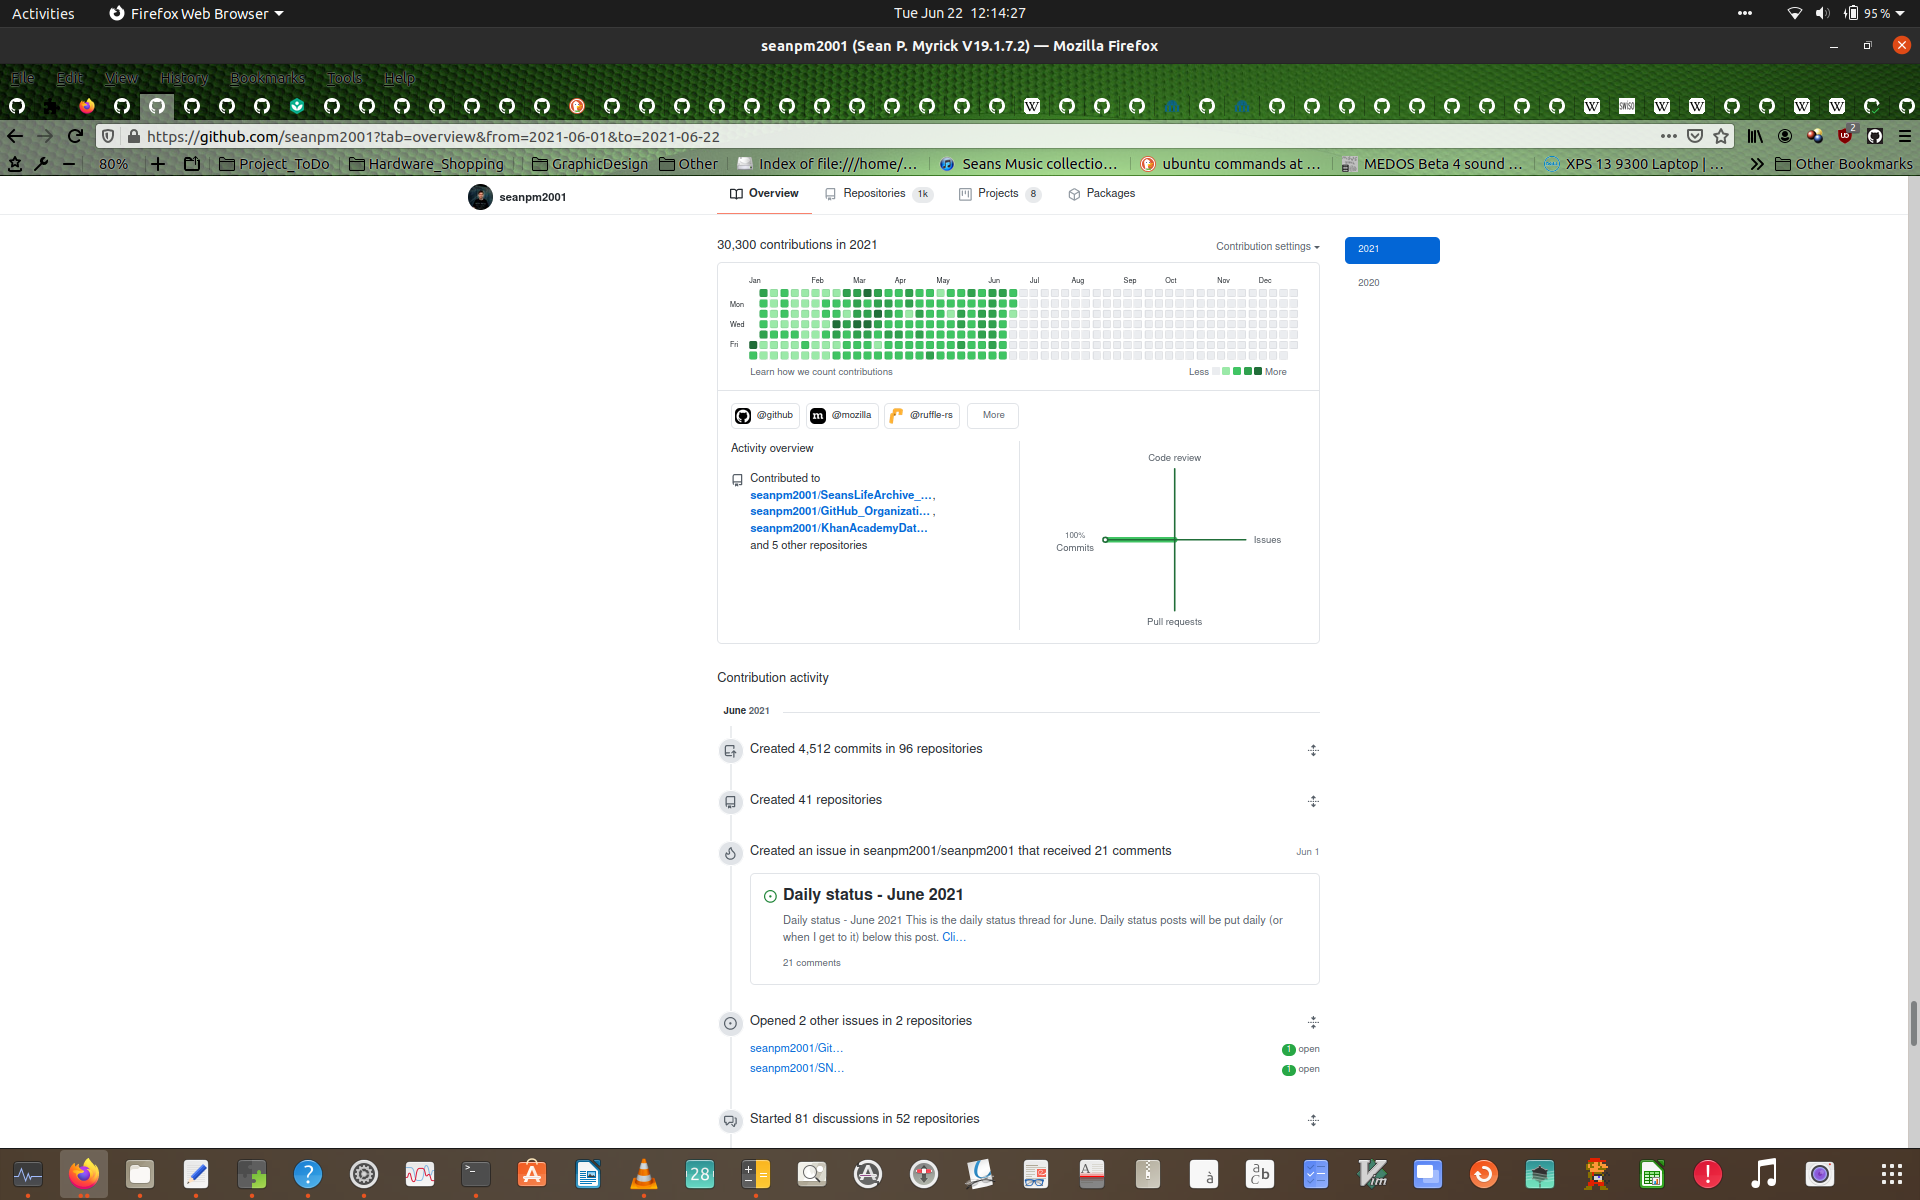 Activities
Firefox Web Browser
Tue Jun 22 12:14:27
95 %
seanpm2001 (Sean P. Myrick V19.1.7.2) — Mozilla Firefox
File Edit View History Bookmarks Tools Help
https://github.com/seanpm2001?tab=overview&from=2021-06-01&to=2021-06-22
2
80%
Project_ToDo
Hardware_Shopping
GraphicDesign
Other
Index of file:///home/...
Seans Music collectio...
ubuntu commands at ...
MEDOS Beta 4 sound ...
XPS 13 9300 Laptop | ...
Other Bookmarks
seanpm2001
Overview
Repositories 1k
Projects 8
Packages
30,300 contributions in 2021
Contribution settings
2021
2020
Jan Feb Mar Apr May Jun Jul Aug Sep Oct Nov Dec
Mon
Wed
Fri
Learn how we count contributions
Less More
@github
@mozilla
@ruffle-rs
More
Activity overview
Contributed to
seanpm2001/SeansLifeArchive_... ,
seanpm2001/GitHub_Organizati... ,
seanpm2001/KhanAcademyDat...
and 5 other repositories
Code review
100%
Commits
Issues
Pull requests
Contribution activity
June 2021
Created 4,512 commits in 96 repositories
Created 41 repositories
Created an issue in seanpm2001/seanpm2001 that received 21 comments
Jun 1
Daily status - June 2021
Daily status - June 2021 This is the daily status thread for June. Daily status posts will be put daily (or
when I get to it) below this post. Cli...
21 comments
Opened 2 other issues in 2 repositories
seanpm2001/Git...
1 open
seanpm2001/SN...
1 open
Started 81 discussions in 52 repositories
28